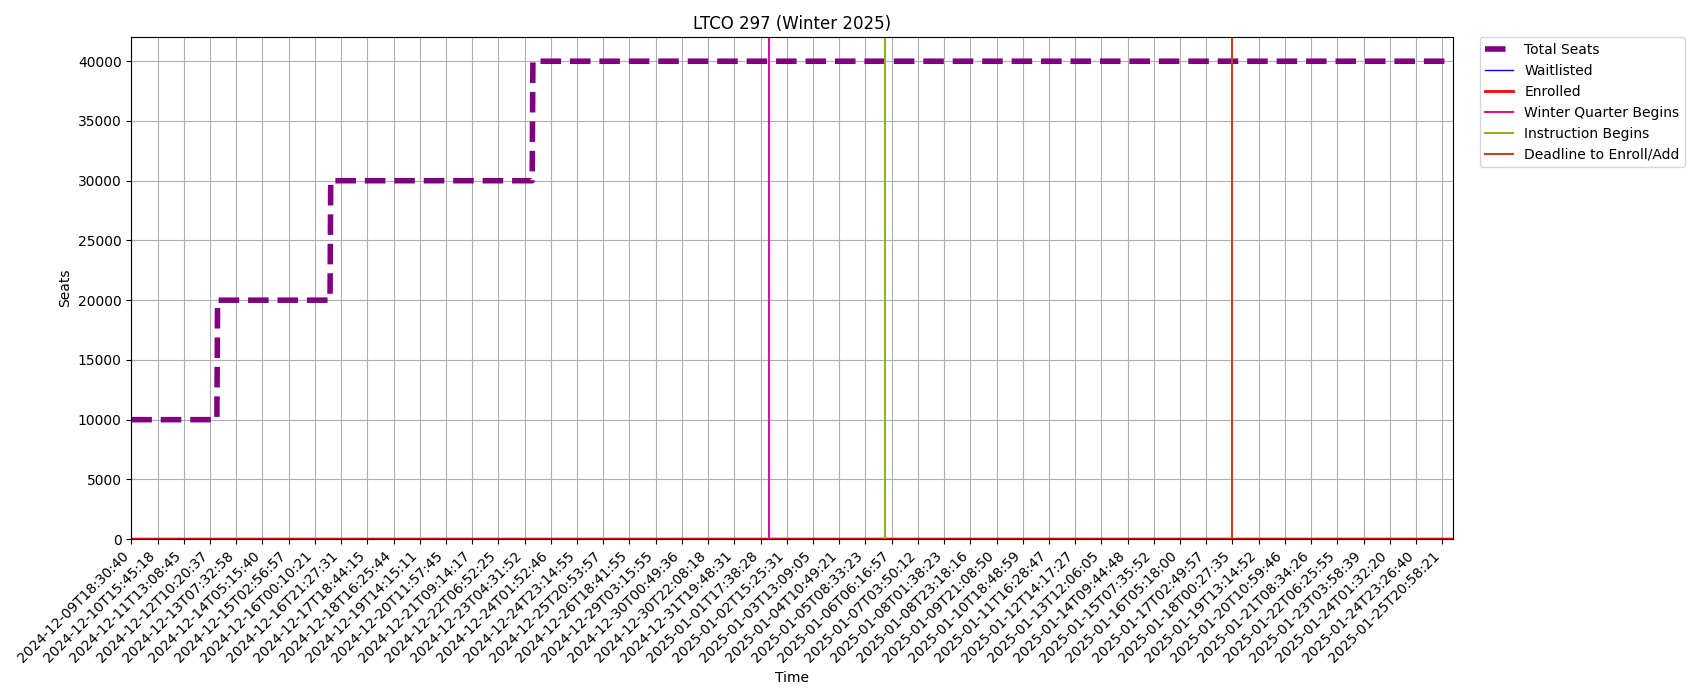 LTCO 297 (Winter 2025)
40000
35000
30000
25000
20000
15000
10000
5000
0
Seats
Total Seats
Waitlisted
Enrolled
Winter Quarter Begins
Instruction Begins
Deadline to Enroll/Add
2024-12-09T18:30:40
2024-12-10T15:45:18
2024-12-11T13:08:45
2024-12-12T10:20:37
2024-12-13T07:32:58
2024-12-14T05:15:40
2024-12-15T02:56:57
2024-12-16T00:10:21
2024-12-16T21:27:31
2024-12-17T18:44:15
2024-12-18T16:25:44
2024-12-19T14:15:11
2024-12-20T11:57:45
2024-12-21T09:14:17
2024-12-22T06:52:25
2024-12-23T04:31:52
2024-12-24T01:52:46
2024-12-24T23:14:55
2024-12-25T20:53:57
2024-12-26T18:41:55
2024-12-29T03:15:55
2024-12-30T00:49:36
2024-12-30T22:08:18
2024-12-31T19:48:31
2025-01-01T17:38:28
2025-01-02T15:25:31
2025-01-03T13:09:05
2025-01-04T10:49:21
2025-01-05T08:33:23
2025-01-06T06:16:57
2025-01-07T03:50:12
2025-01-08T01:38:23
2025-01-08T23:18:16
2025-01-09T21:08:50
2025-01-10T18:48:59
2025-01-11T16:28:47
2025-01-12T14:17:27
2025-01-13T12:06:05
2025-01-14T09:44:48
2025-01-15T07:35:52
2025-01-16T05:18:00
2025-01-17T02:49:57
2025-01-18T00:27:35
2025-01-19T13:14:52
2025-01-20T10:59:46
2025-01-21T08:34:26
2025-01-22T06:25:55
2025-01-23T03:58:39
2025-01-24T01:32:20
2025-01-24T23:26:40
2025-01-25T20:58:21
Time